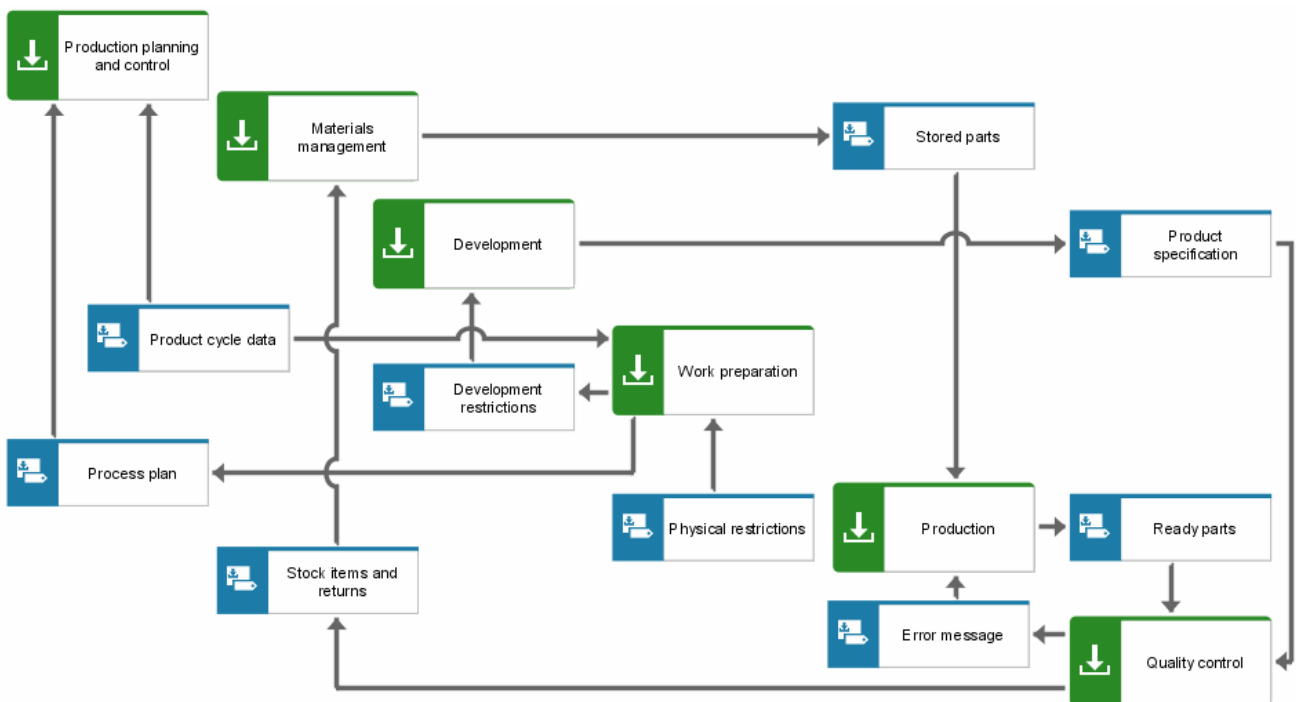 Production planning
and control
Materials
management
Stored parts
Development
Product
specification
Product cycle data
Work preparation
Development
restrictions
Process plan
Physical restrictions
Production
Ready parts
Stock items and
returns
Error message
Quality control